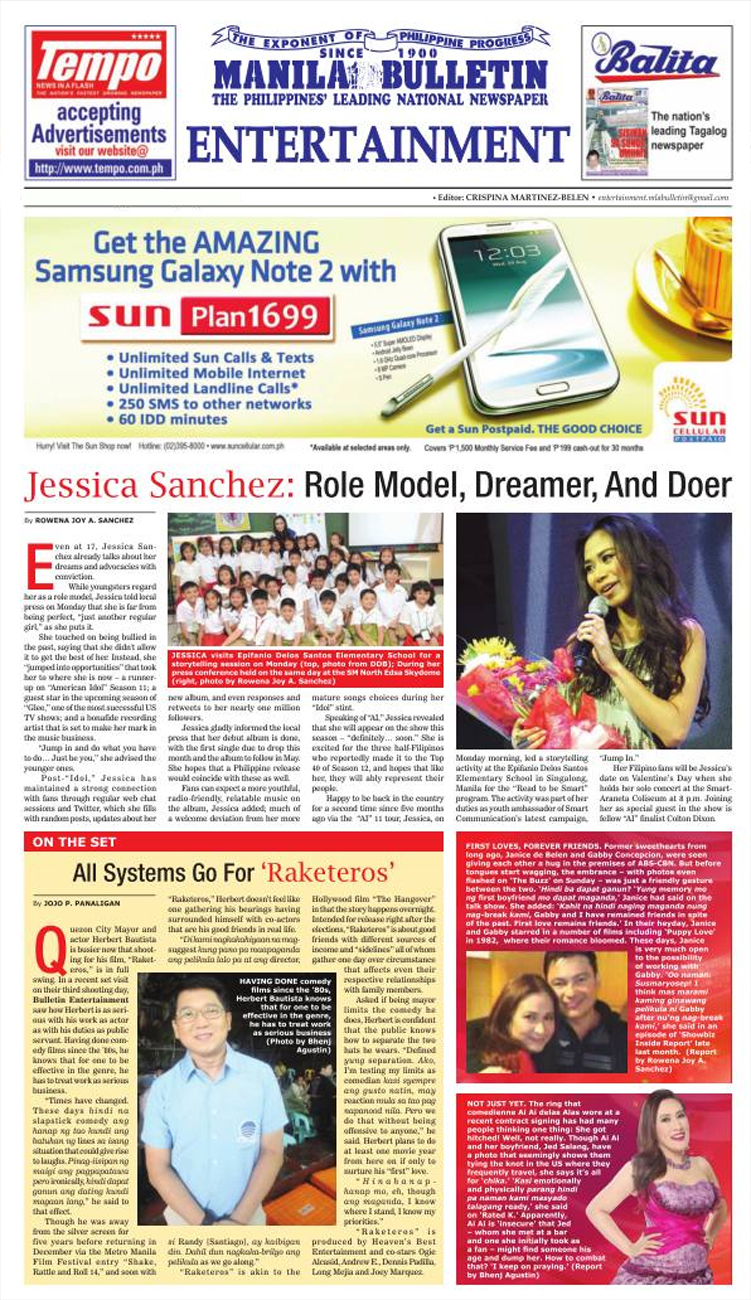 Tempo
NEWS IN A FLASH
THE NATION'S FASTEST GROWING NEWSPAPER
accepting
Advertisements
visit our website@
http://www.tempo.com.ph
THE EXPONENT OF PHILIPPINE PROGRESS
SINCE 1900
MANILA BULLETIN
THE PHILIPPINES' LEADING NATIONAL NEWSPAPER
ENTERTAINMENT
Balita
Balita
The nation's
leading Tagalog
newspaper
• Editor: CRISPINA MARTINEZ-BELEN • entertainment.mlabulletin@gmail.com
Get the AMAZING
Samsung Galaxy Note 2 with
sun Plan1699
• Unlimited Sun Calls & Texts
• Unlimited Mobile Internet
• Unlimited Landline Calls*
• 250 SMS to other networks
• 60 IDD minutes
12:03
Samsung Galaxy Note 2
• 5.5" Super AMOLED Display
• Android Jelly Bean
• 1.6 GHz Quad-core Processor
• 8 MP Camera
• S Pen
Get a Sun Postpaid. THE GOOD CHOICE
sun
CELLULAR
POSTPAID
Hurry! Visit The Sun Shop now! Hotline: (02)395-8000 • www.suncellular.com.ph *Available at selected areas only. Covers ₱1,500 Monthly Service Fee and ₱199 cash-out for 30 months
Jessica Sanchez: Role Model, Dreamer, And Doer
By ROWENA JOY A. SANCHEZ
Even at 17, Jessica San-
chez already talks about her
dreams and advocacies with
conviction.
While youngsters regard
her as a role model, Jessica told local
press on Monday that she is far from
being perfect, "just another regular
girl," as she puts it.
She touched on being bullied in
the past, saying that she didn't allow
it to get the best of her. Instead, she
"jumped into opportunities" that took
her to where she is now – a runner-
up on "American Idol" Season 11; a
guest star in the upcoming season of
"Glee," one of the most successful US
TV shows; and a bonafide recording
artist that is set to make her mark in
the music business.
"Jump in and do what you have
to do... Just be you," she advised the
younger ones.
Post-"Idol," Jessica has
maintained a strong connection
with fans through regular web chat
sessions and Twitter, which she fills
with random posts, updates about her
JESSICA visits Epifanio Delos Santos Elementary School for a
storytelling session on Monday (top, photo from DDB); During her
press conference held on the same day at the SM North Edsa Skydome
(right, photo by Rowena Joy A. Sanchez)
new album, and even responses and
retweets to her nearly one million
followers.
Jessica gladly informed the local
press that her debut album is done,
with the first single due to drop this
month and the album to follow in May.
She hopes that a Philippine release
would coincide with these as well.
Fans can expect a more youthful,
radio-friendly, relatable music on
the album, Jessica added; much of
a welcome deviation from her more
mature songs choices during her
"Idol" stint.
Speaking of "AI," Jessica revealed
that she will appear on the show this
season – "definitely... soon." She is
excited for the three half-Filipinos
who reportedly made it to the Top
40 of Season 12, and hopes that like
her, they will ably represent their
people.
Happy to be back in the country
for a second time since five months
ago via the "AI" 11 tour, Jessica, on
Monday morning, led a storytelling
activity at the Epifanio Delos Santos
Elementary School in Singalong,
Manila for the "Read to be Smart"
program. The activity was part of her
duties as youth ambassador of Smart
Communication's latest campaign,
"Jump In."
Her Filipino fans will be Jessica's
date on Valentine's Day when she
holds her solo concert at the Smart-
Araneta Coliseum at 8 p.m. Joining
her as special guest in the show is
fellow "AI" finalist Colton Dixon.
ON THE SET
All Systems Go For 'Raketeros'
By JOJO P. PANALIGAN
Quezon City Mayor and
actor Herbert Bautista
is busier now that shoot-
ing for his film, "Raket-
eros," is in full
swing. In a recent set visit
on their third shooting day,
Bulletin Entertainment
saw how Herbert is as seri-
ous with his work as actor
as with his duties as public
servant. Having done com-
edy films since the '80s, he
knows that for one to be
effective in the genre, he
has to treat work as serious
business.
"Times have changed.
These days hindi na
slapstick comedy ang
hanap ng tao kundi ang
batuhan ng lines sa isang
situation that could give rise
to laughs. Pinag-iisipan ng
maigi ang pagpapatawa
pero ironically, hindi dapat
ganun ang dating kundi
magaan lang," he said to
that effect.
Though he was away
from the silver screen for
five years before returning in
December via the Metro Manila
Film Festival entry "Shake,
Rattle and Roll 14," and soon with
"Raketeros," Herbert doesn't feel like
one gathering his bearings having
surrounded himself with co-actors
that are his good friends in real life.
"Di kami nagkakahigaan na mag-
suggest kung pano pa mapapaganda
ang pelikula lalo pa at ang director,
HAVING DONE comedy
films since the '80s,
Herbert Bautista knows
that for one to be
effective in the genre,
he has to treat work
as serious business
(Photo by Bhenj
Agustin)
si Randy (Santiago), ay kaibigan
din. Dahil dun nagkaka-brilyo ang
pelikula as we go along."
"Raketeros" is akin to the
Hollywood film "The Hangover"
in that the story happens overnight.
Intended for release right after the
elections, "Raketeros" is about good
friends with different sources of
income and "sidelines" all of whom
gather one day over circumstance
that affects even their
respective relationships
with family members.
Asked if being mayor
limits the comedy he
does, Herbert is confident
that the public knows
how to separate the two
hats he wears. "Defined
yung separation. Ako,
I'm testing my limits as
comedian kasi syempre
ang gusto natin, may
reaction mula sa tao pag
napanood nila. Pero we
do that without being
offensive to anyone," he
said. Herbert plans to do
at least one movie year
from here on if only to
nurture his "first" love.
"Hinahanap-
hanap mo, eh, though
ang maganda, I know
where I stand, I know my
priorities."
"Raketeros" is
produced by Heaven's Best
Entertainment and co-stars Ogie
Alcasid, Andrew E., Dennis Padilla,
Long Mejia and Joey Marquez.
FIRST LOVES, FOREVER FRIENDS. Former sweethearts from
long ago, Janice de Belen and Gabby Concepcion, were seen
giving each other a hug in the premises of ABS-CBN. But before
tongues start wagging, the embrance – with photos even
flashed on 'The Buzz' on Sunday – was just a friendly gesture
between the two. 'Hindi ba dapat ganun? 'Yung memory mo
ng first boyfriend mo dapat maganda,' Janice had said on the
talk show. She added: 'Kahit na hindi naging maganda nung
nag-break kami, Gabby and I have remained friends in spite
of the past. First love remains friends.' In their heyday, Janice
and Gabby starred in a number of films including 'Puppy Love'
in 1982, where their romance bloomed. These days, Janice
is very much open
to the possibility
of working with
Gabby. 'Oo naman.
Susmaryosep! I
think mas marami
kaming ginawang
pelikula ni Gabby
after nu'ng nag-break
kami,' she said in an
episode of 'Showbiz
Inside Report' late
last month. (Report
by Rowena Joy A.
Sanchez)
NOT JUST YET. The ring that
comedienne Ai Ai delas Alas wore at a
recent contract signing has had many
people thinking one thing: She got
hitched! Well, not really. Though Ai Ai
and her boyfriend, Jed Salang, have
a photo that seemingly shows them
tying the knot in the US where they
frequently travel, she says it's all
for 'chika.' 'Kasi emotionally
and physically parang hindi
pa naman kami masyado
talagang ready,' she said
on 'Rated K.' Apparently,
Ai Ai is 'insecure' that Jed
– whom she met at a bar
and one she initially took as
a fan – might find someone his
age and dump her. How to combat
that? 'I keep on praying.' (Report
by Bhenj Agustin)